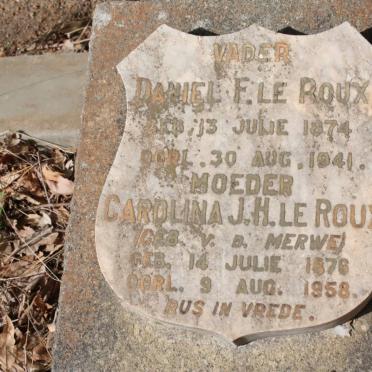 VADER
DANIEL F. LE ROUX
GEB. 13 JULIE 1874
OORL. 30 AUG. 1941.
MOEDER
CAROLINA J. H. LE ROUX
(GEB. V. D. MERWE)
GEB. 14 JULIE 1876
OORL. 9 AUG. 1958.
RUS IN VREDE.